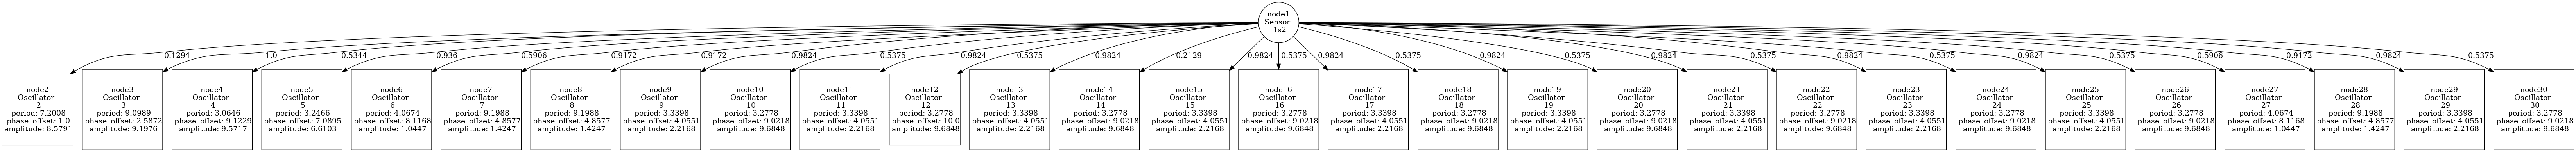 node1
Sensor
1s2
0.1294
1.0
-0.5344
0.936
0.5906
0.9172
0.9172
0.9824
-0.5375
0.9824
-0.5375
0.9824
0.2129
0.9824
-0.5375
0.9824
-0.5375
0.9824
-0.5375
0.9824
-0.5375
0.9824
-0.5375
0.9824
-0.5375
0.5906
0.9172
0.9824
-0.5375
node2
Oscillator
2
period: 7.2008
phase_offset: 1.0
amplitude: 8.5791
node3
Oscillator
3
period: 9.0989
phase_offset: 2.5872
amplitude: 9.1976
node4
Oscillator
4
period: 3.0646
phase_offset: 9.1229
amplitude: 9.5717
node5
Oscillator
5
period: 3.2466
phase_offset: 7.0895
amplitude: 6.6103
node6
Oscillator
6
period: 4.0674
phase_offset: 8.1168
amplitude: 1.0447
node7
Oscillator
7
period: 9.1988
phase_offset: 4.8577
amplitude: 1.4247
node8
Oscillator
8
period: 9.1988
phase_offset: 4.8577
amplitude: 1.4247
node9
Oscillator
9
period: 3.3398
phase_offset: 4.0551
amplitude: 2.2168
node10
Oscillator
10
period: 3.2778
phase_offset: 9.0218
amplitude: 9.6848
node11
Oscillator
11
period: 3.3398
phase_offset: 4.0551
amplitude: 2.2168
node12
Oscillator
12
period: 3.2778
phase_offset: 10.0
amplitude: 9.6848
node13
Oscillator
13
period: 3.3398
phase_offset: 4.0551
amplitude: 2.2168
node14
Oscillator
14
period: 3.2778
phase_offset: 9.0218
amplitude: 9.6848
node15
Oscillator
15
period: 3.3398
phase_offset: 4.0551
amplitude: 2.2168
node16
Oscillator
16
period: 3.2778
phase_offset: 9.0218
amplitude: 9.6848
node17
Oscillator
17
period: 3.3398
phase_offset: 4.0551
amplitude: 2.2168
node18
Oscillator
18
period: 3.2778
phase_offset: 9.0218
amplitude: 9.6848
node19
Oscillator
19
period: 3.3398
phase_offset: 4.0551
amplitude: 2.2168
node20
Oscillator
20
period: 3.2778
phase_offset: 9.0218
amplitude: 9.6848
node21
Oscillator
21
period: 3.3398
phase_offset: 4.0551
amplitude: 2.2168
node22
Oscillator
22
period: 3.2778
phase_offset: 9.0218
amplitude: 9.6848
node23
Oscillator
23
period: 3.3398
phase_offset: 4.0551
amplitude: 2.2168
node24
Oscillator
24
period: 3.2778
phase_offset: 9.0218
amplitude: 9.6848
node25
Oscillator
25
period: 3.3398
phase_offset: 4.0551
amplitude: 2.2168
node26
Oscillator
26
period: 3.2778
phase_offset: 9.0218
amplitude: 9.6848
node27
Oscillator
27
period: 4.0674
phase_offset: 8.1168
amplitude: 1.0447
node28
Oscillator
28
period: 9.1988
phase_offset: 4.8577
amplitude: 1.4247
node29
Oscillator
29
period: 3.3398
phase_offset: 4.0551
amplitude: 2.2168
node30
Oscillator
30
period: 3.2778
phase_offset: 9.0218
amplitude: 9.6848